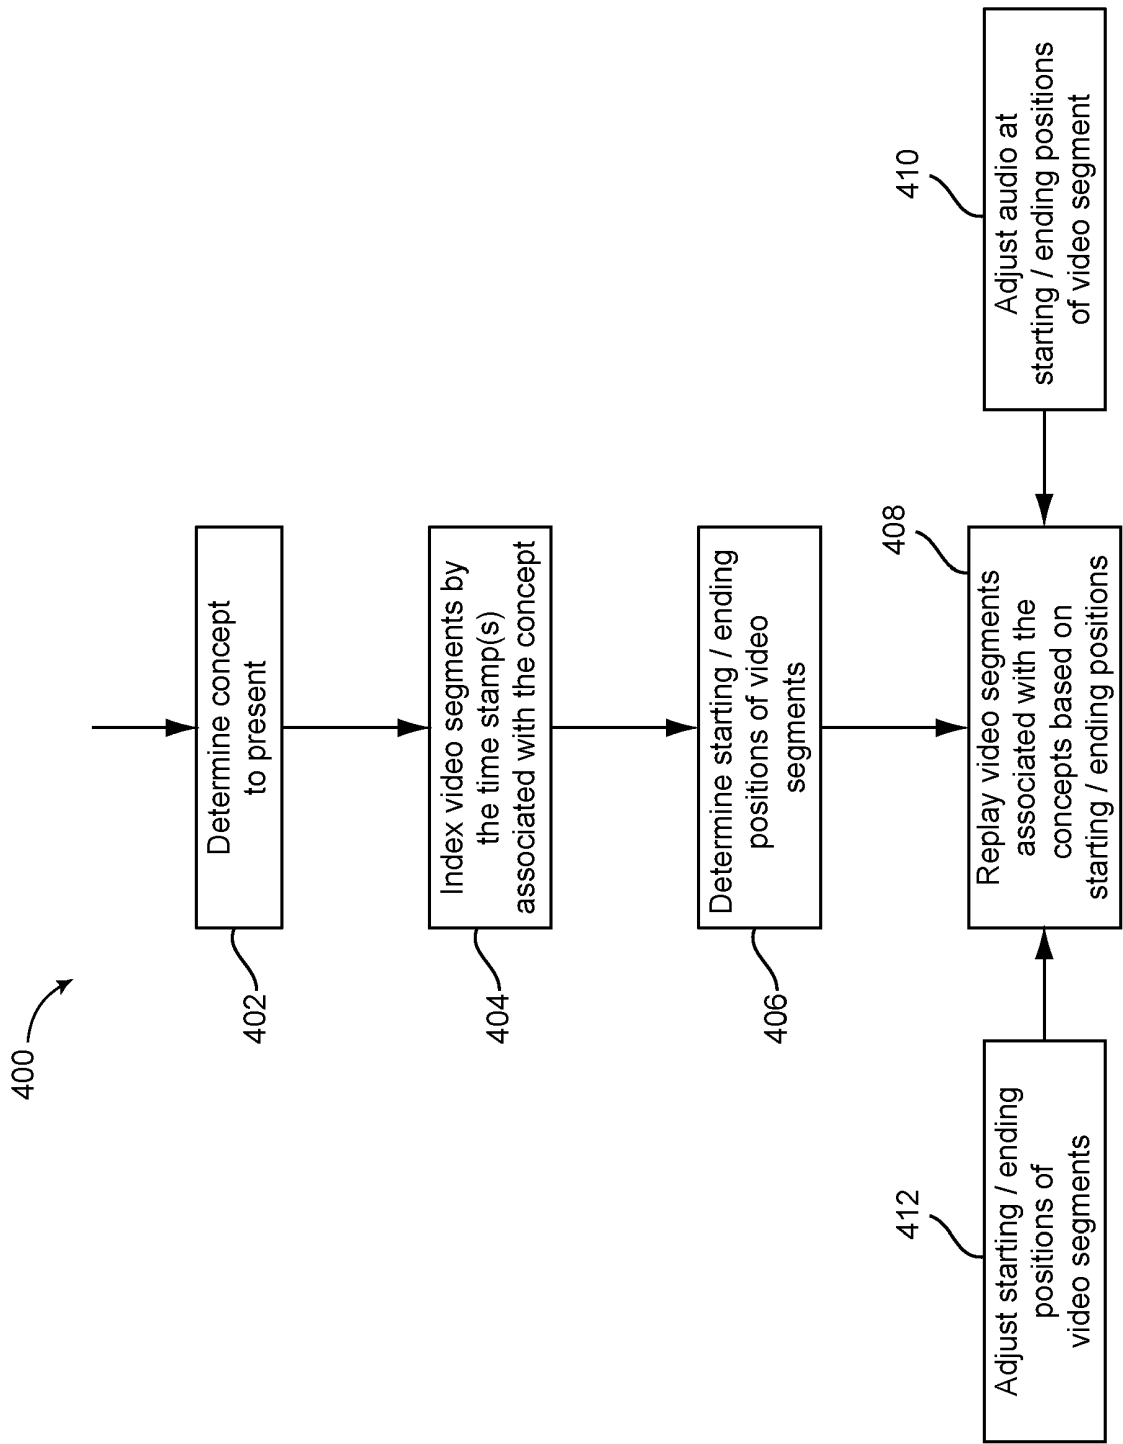 400
402
Determine concept
to present
404
Index video segments by
the time stamp(s)
associated with the concept
406
Determine starting / ending
positions of video
segments
412
Adjust starting / ending
positions of
video segments
408
Replay video segments
associated with the
concepts based on
starting / ending positions
410
Adjust audio at
starting / ending positions
of video segment